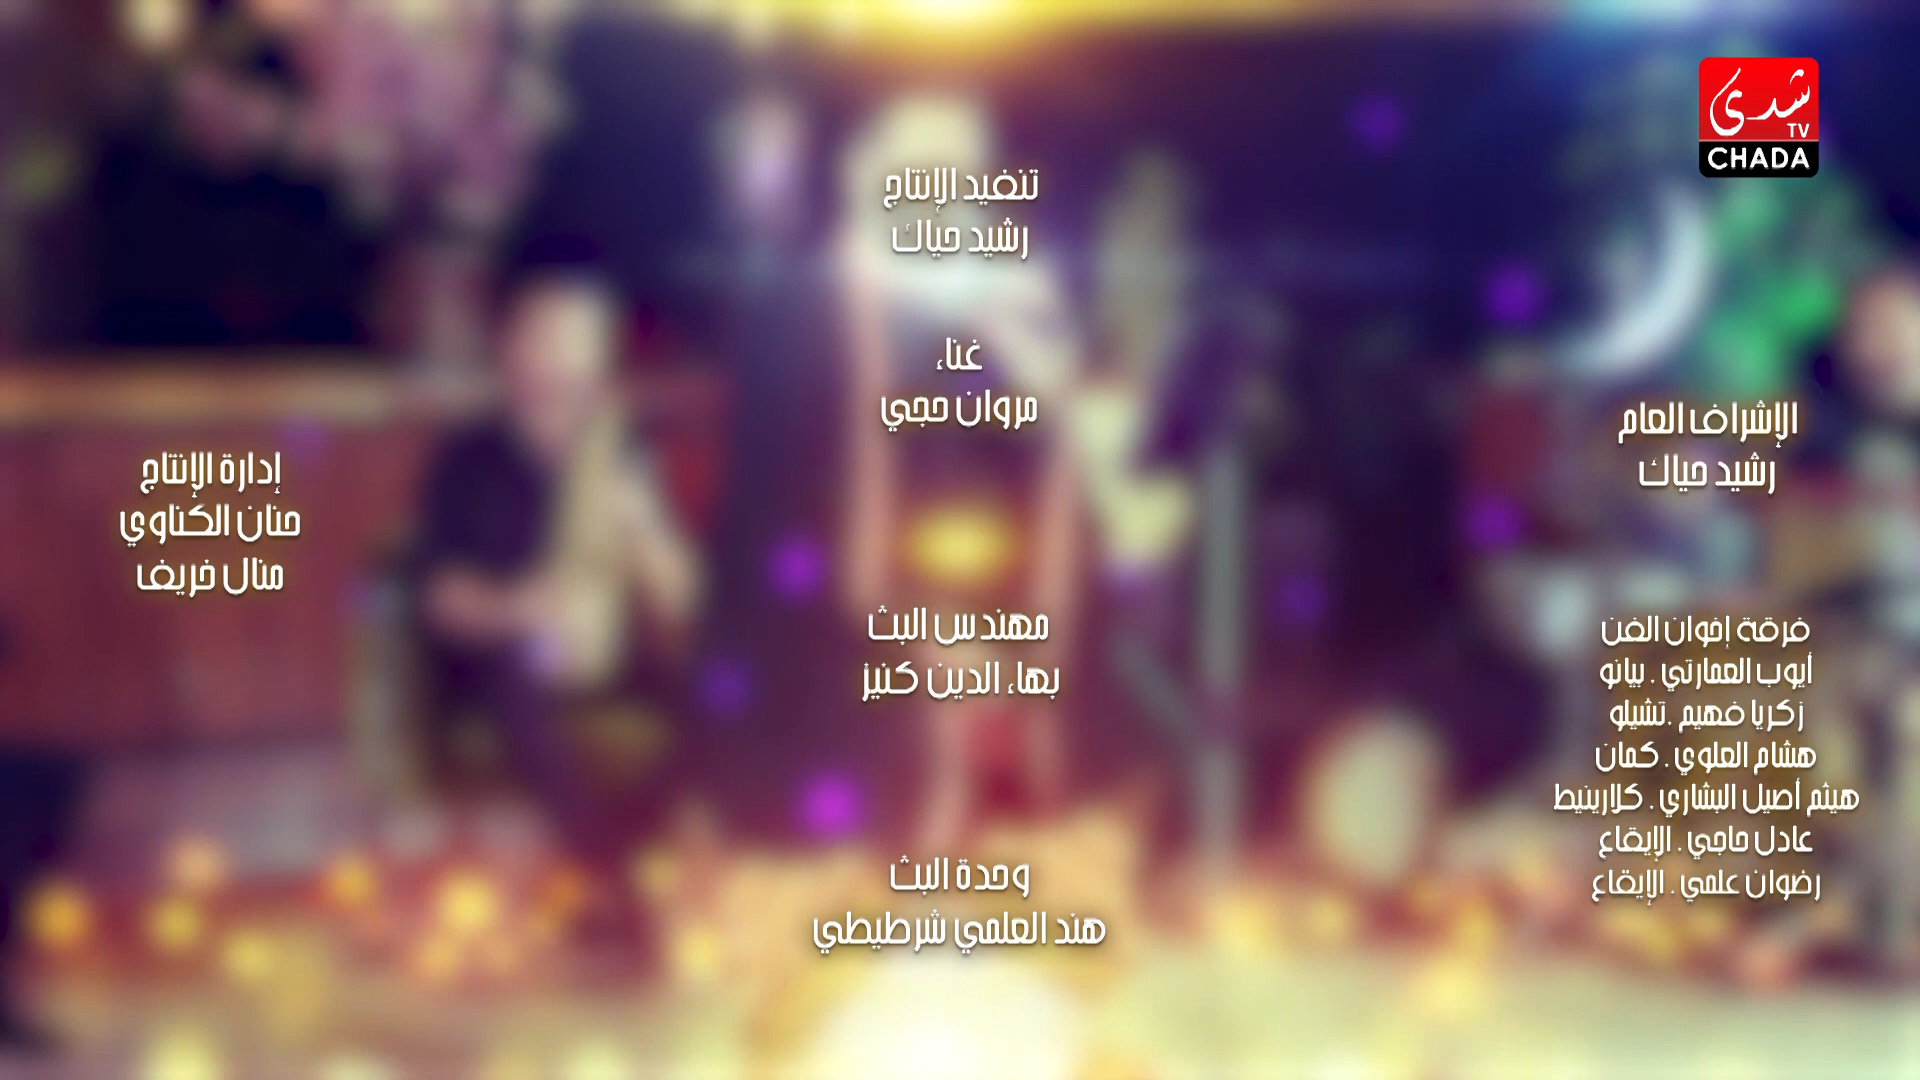 شدى
TV
CHADA
تنفيد الإنتاج
رشيد حياك
غناء
مروان حجي
الإشراف العام
رشيد حياك
إدارة الإنتاج
حنان الكناوي
منال خريف
مهندس البث
بهاء الدين كنيز
فرقة إخوان الفن
أيوب العمارتي . بيانو
زكريا فهيم .تشيلو
هشام العلوي . كمان
هيثم أصيل البشاري . كلارينيط
عادل حاجي . الإيقاع
رضوان علمي . الإيقاع
وحدة البث
هند العلمي شرطيطي